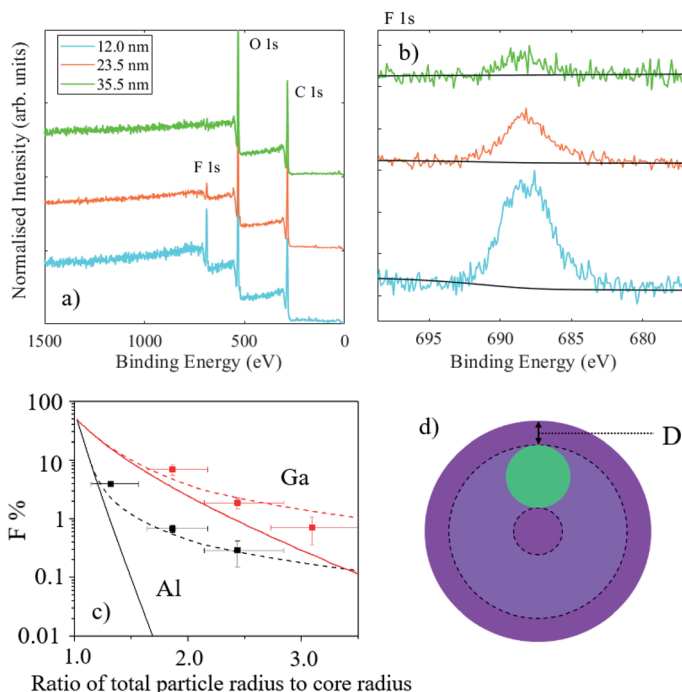 F 1s
12.0 nm
23.5 nm
35.5 nm
O 1s
C 1s
F 1s
b)
a)
Normalised Intensity (arb. units)
1500 1000 500 0
Binding Energy (eV)
695 690 685 680
Binding Energy (eV)
100
10
1
0.1
0.01
F %
Ga
Al
c)
1.0 2.0 3.0
Ratio of total particle radius to core radius
d)
D